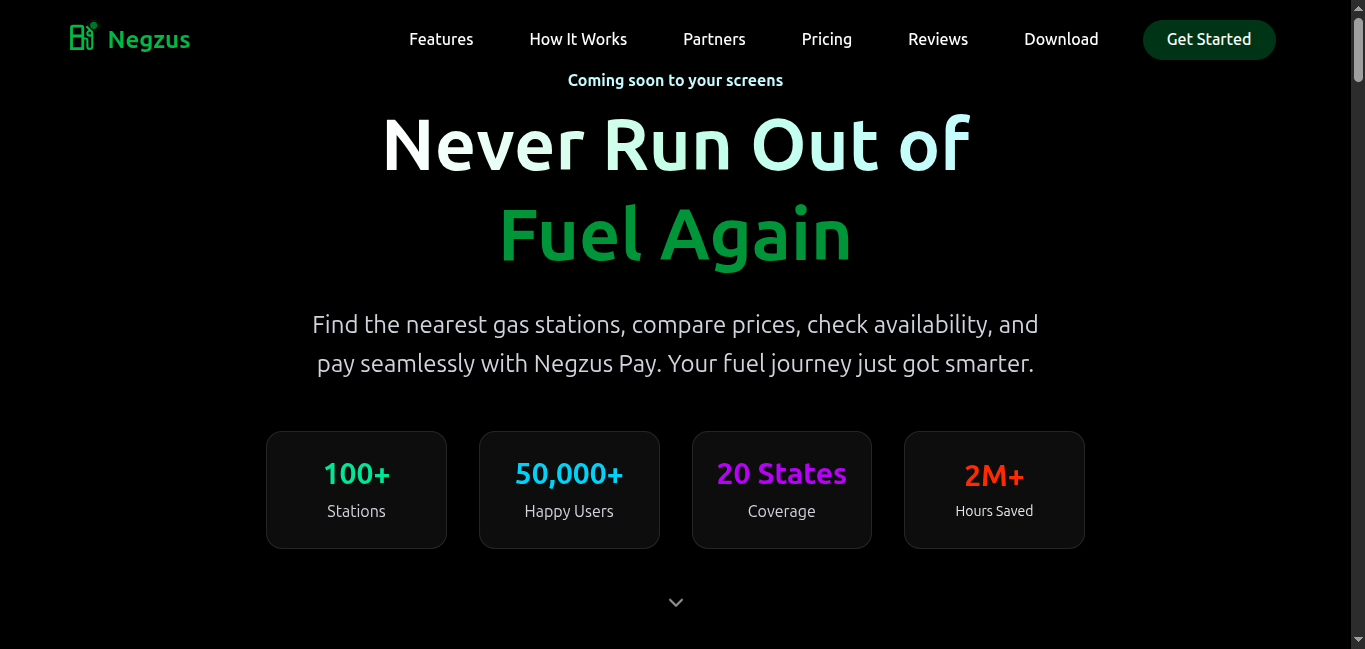 Negzus
Features How It Works Partners Pricing Reviews Download Get Started
Coming soon to your screens
Never Run Out of
Fuel Again
Find the nearest gas stations, compare prices, check availability, and
pay seamlessly with Negzus Pay. Your fuel journey just got smarter.
100+
Stations
50,000+
Happy Users
20 States
Coverage
2M+
Hours Saved